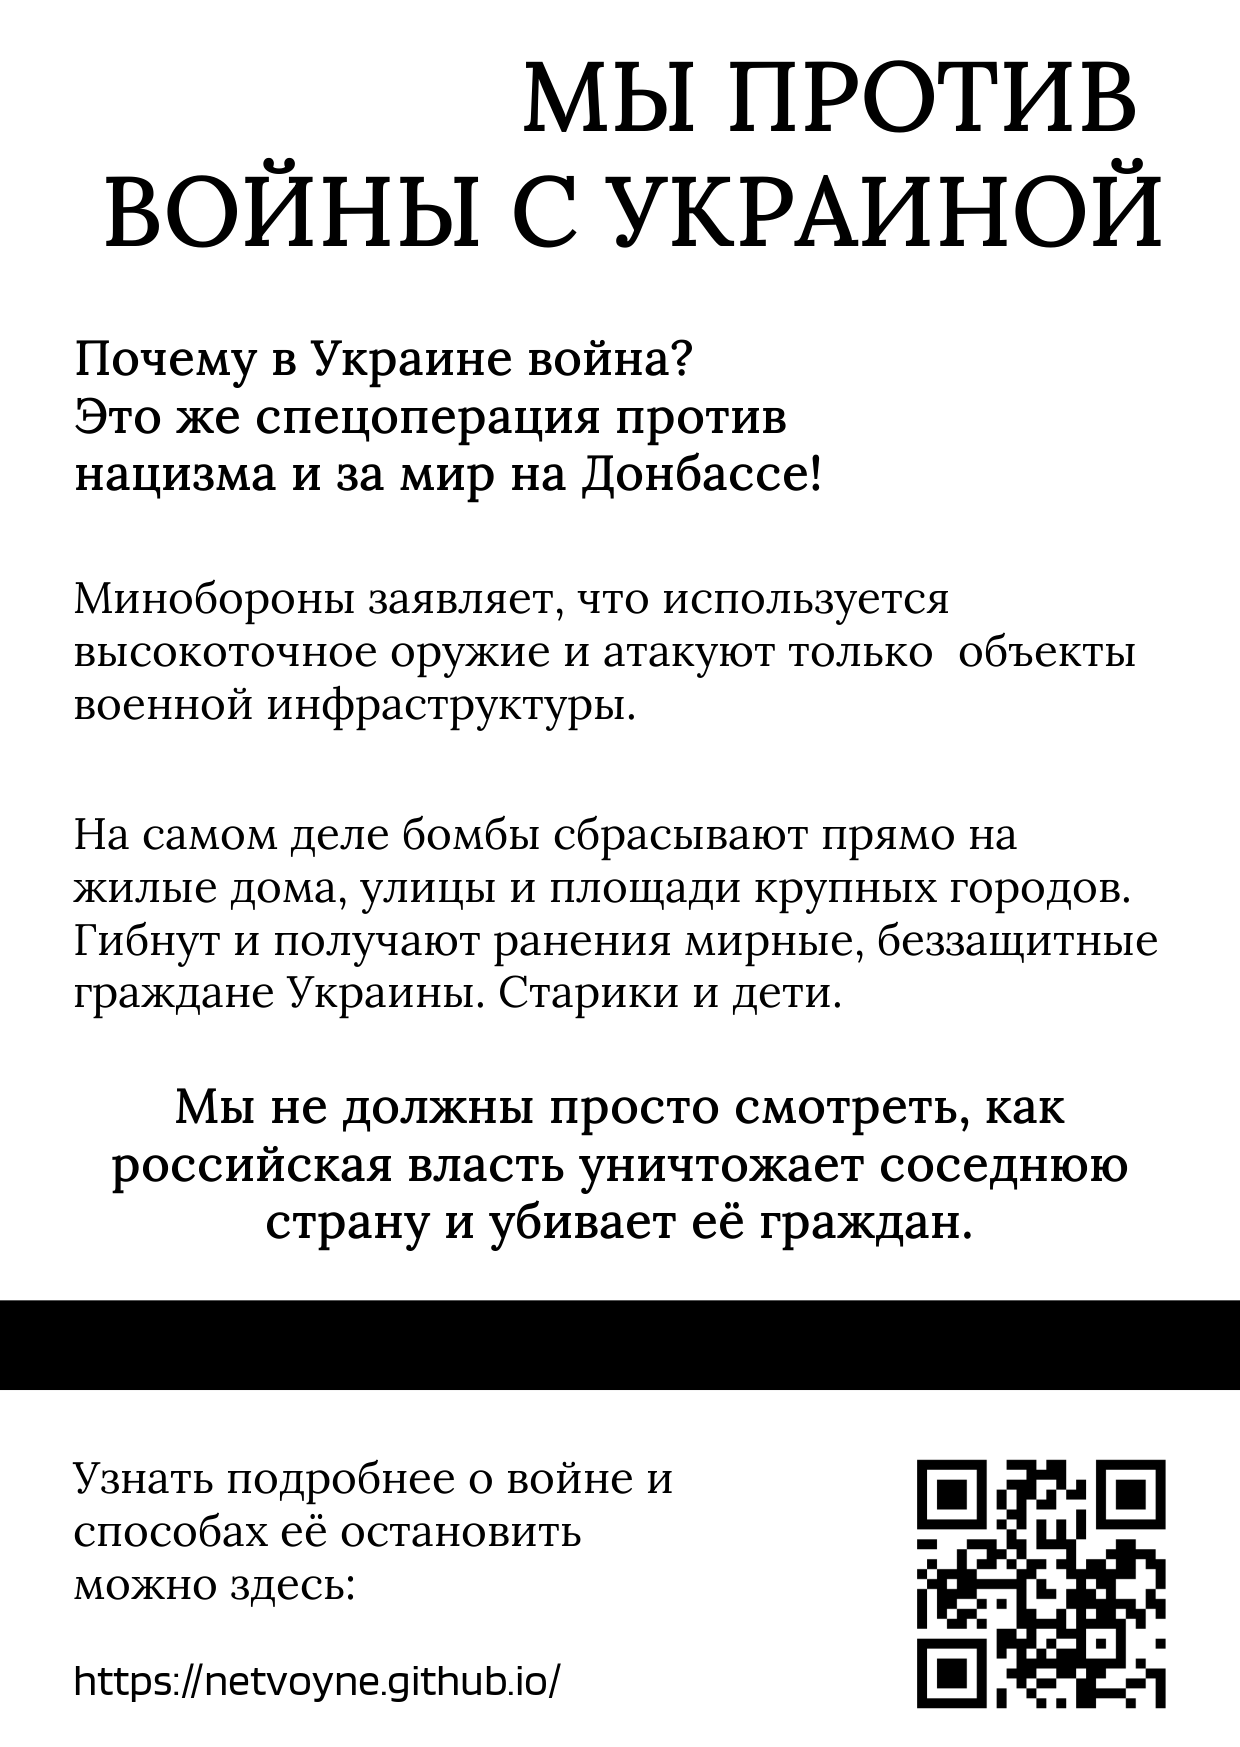 МЫ ПРОТИВ
ВОЙНЫ С УКРАИНОЙ
Почему в Украине война?
Это же спецоперация против
нацизма и за мир на Донбассе!
Минобороны заявляет, что используется
высокоточное оружие и атакуют только объекты
военной инфраструктуры.
На самом деле бомбы сбрасывают прямо на
жилые дома, улицы и площади крупных городов.
Гибнут и получают ранения мирные, беззащитные
граждане Украины. Старики и дети.
Мы не должны просто смотреть, как
российская власть уничтожает соседнюю
страну и убивает её граждан.
Узнать подробнее о войне и
способах её остановить
можно здесь:
https://netvoyne.github.io/